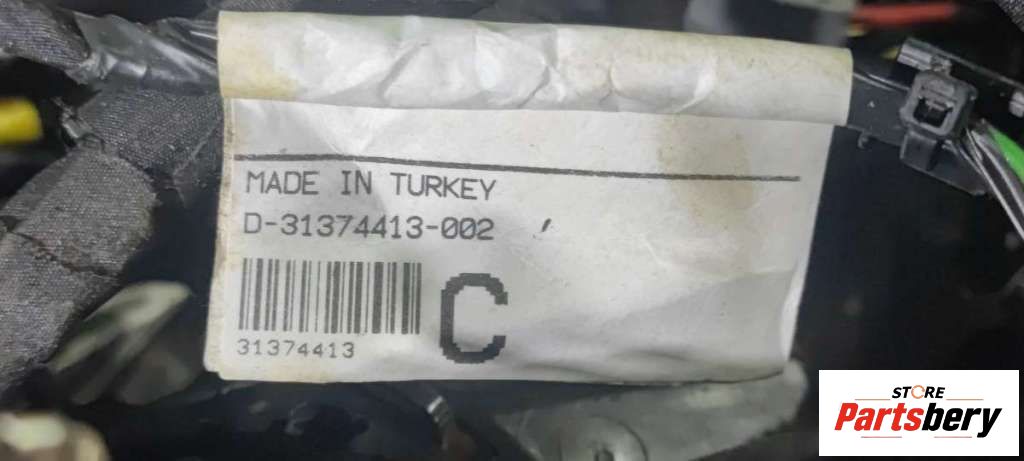 MADE IN TURKEY
D-31374413-002
31374413
C
STORE
Partsbery